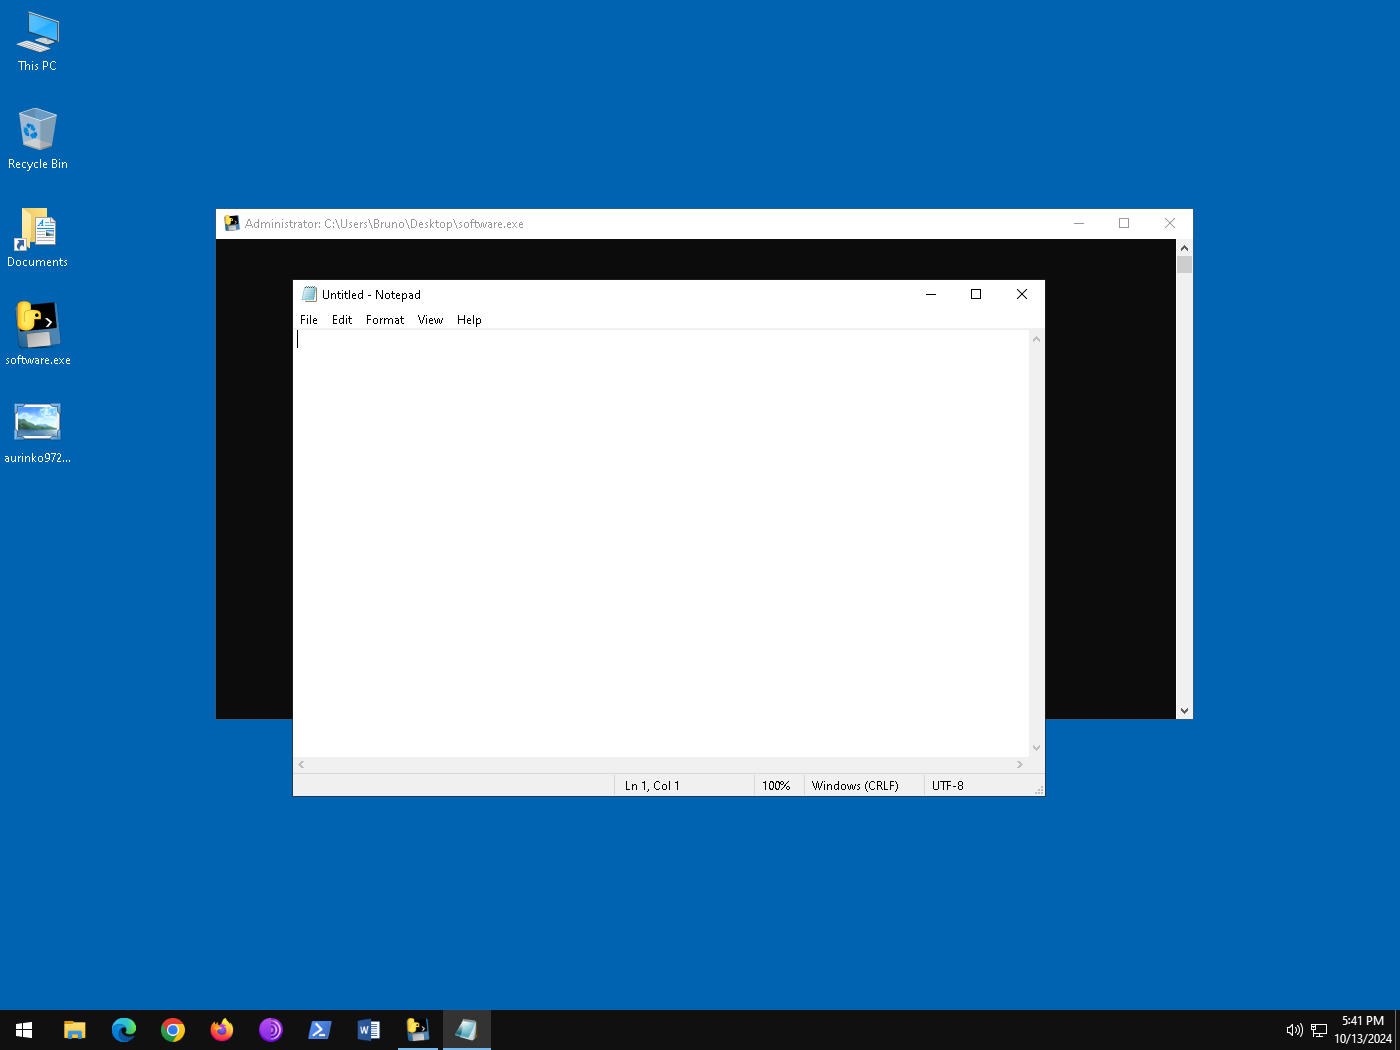 This PC
Recycle Bin
Documents
software.exe
aurinko972...
Administrator: C:\Users\Bruno\Desktop\software.exe
Untitled - Notepad
File Edit Format View Help
Ln 1, Col 1 100% Windows (CRLF) UTF-8
5:41 PM
10/13/2024